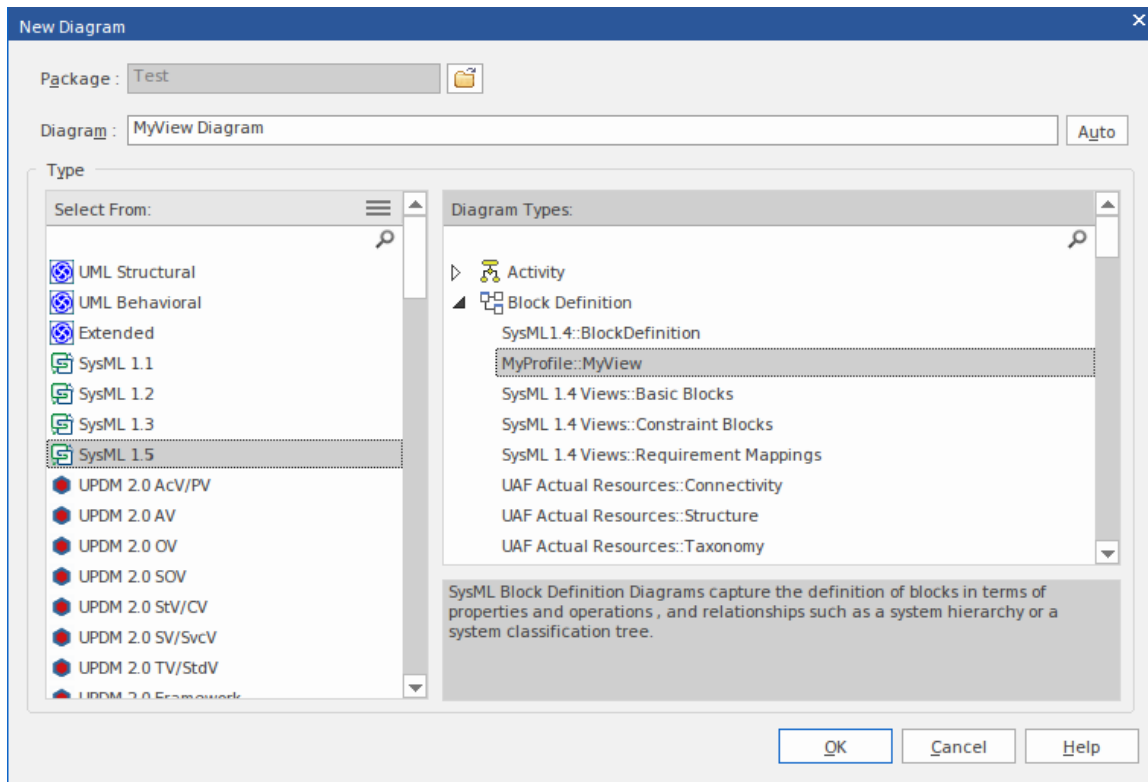 New Diagram
Package : Test
Diagram : MyView Diagram Auto
Type
Select From:
UML Structural
UML Behavioral
Extended
SysML 1.1
SysML 1.2
SysML 1.3
SysML 1.5
UPDM 2.0 AcV/PV
UPDM 2.0 AV
UPDM 2.0 OV
UPDM 2.0 SOV
UPDM 2.0 StV/CV
UPDM 2.0 SV/SvcV
UPDM 2.0 TV/StdV
UPDM 2.0 Framework
Diagram Types:
Activity
Block Definition
SysML1.4::BlockDefinition
MyProfile::MyView
SysML 1.4 Views::Basic Blocks
SysML 1.4 Views::Constraint Blocks
SysML 1.4 Views::Requirement Mappings
UAF Actual Resources::Connectivity
UAF Actual Resources::Structure
UAF Actual Resources::Taxonomy
SysML Block Definition Diagrams capture the definition of blocks in terms of
properties and operations , and relationships such as a system hierarchy or a
system classification tree.
OK Cancel Help